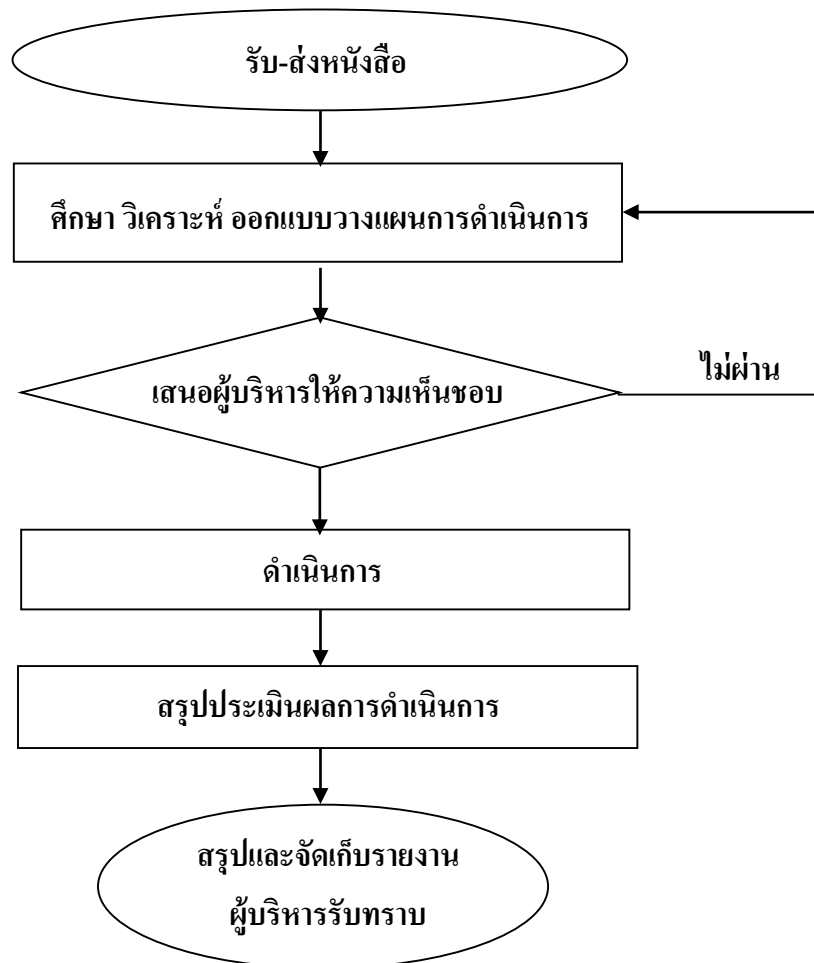 รับ-ส่งหนังสือ
ศึกษา วิเคราะห์ ออกแบบวางแผนการดำเนินการ
เสนอผู้บริหารให้ความเห็นชอบ
ไม่ผ่าน
ดำเนินการ
สรุปประเมินผลการดำเนินการ
สรุปและจัดเก็บรายงาน
ผู้บริหารรับทราบ